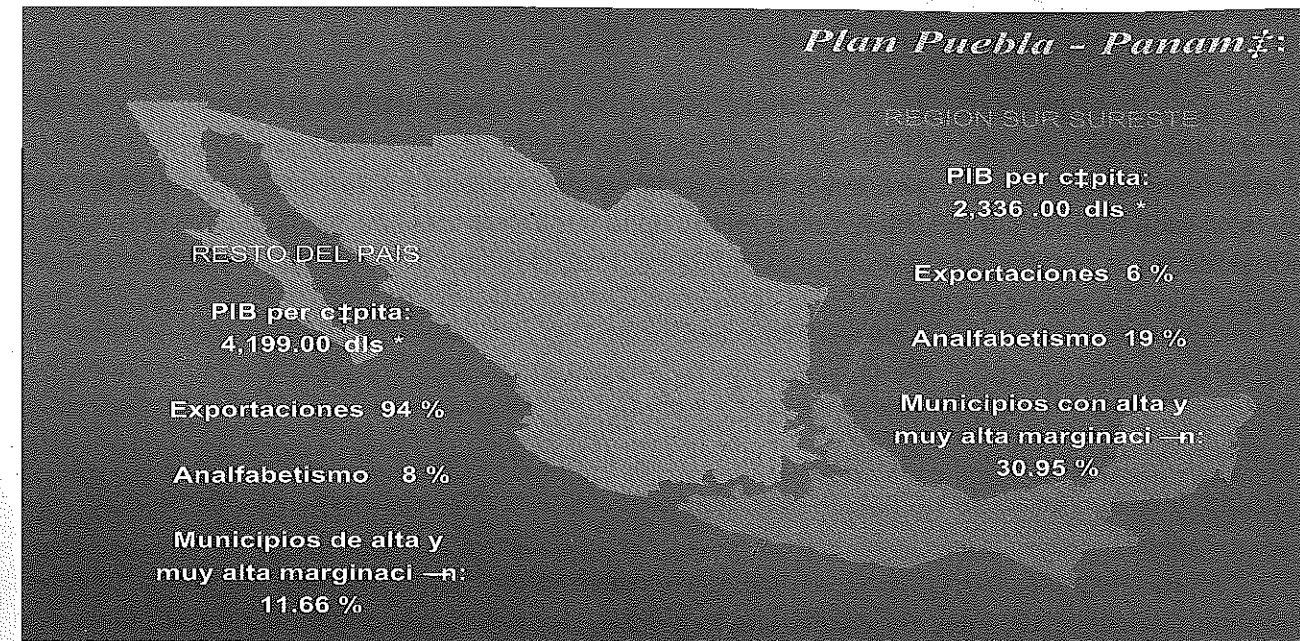 Plan Puebla - Panam‡:
REGION SUR SURESTE
PIB per c‡pita:
2,336 .00 dls *
Exportaciones 6 %
Analfabetismo 19 %
Municipios con alta y
muy alta marginaci —n:
30.95 %
RESTO DEL PAIS
PIB per c‡pita:
4,199.00 dls *
Exportaciones 94 %
Analfabetismo 8 %
Municipios de alta y
muy alta marginaci —n:
11.66 %